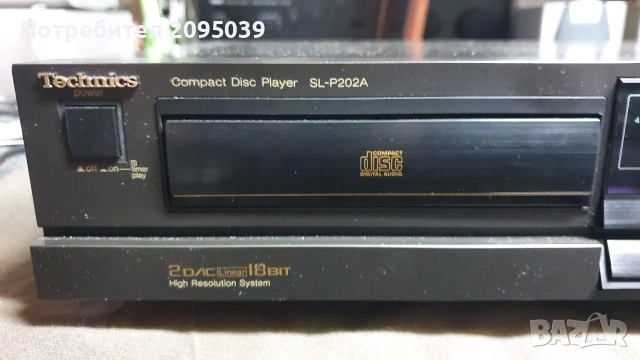 Потребител 2095039
Technics
Compact Disc Player SL-P202A
power
off on timer play
COMPACT
disc
DIGITAL AUDIO
2 DAC Linear 18 BIT
High Resolution System
BAZAR.bg